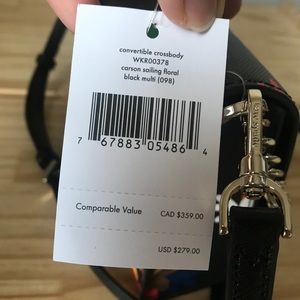 convertible crossbody
WKR00378
carson sailing floral
black multi (098)
7 67883 05486 4
Comparable Value CAD $359.00
USD $279.00